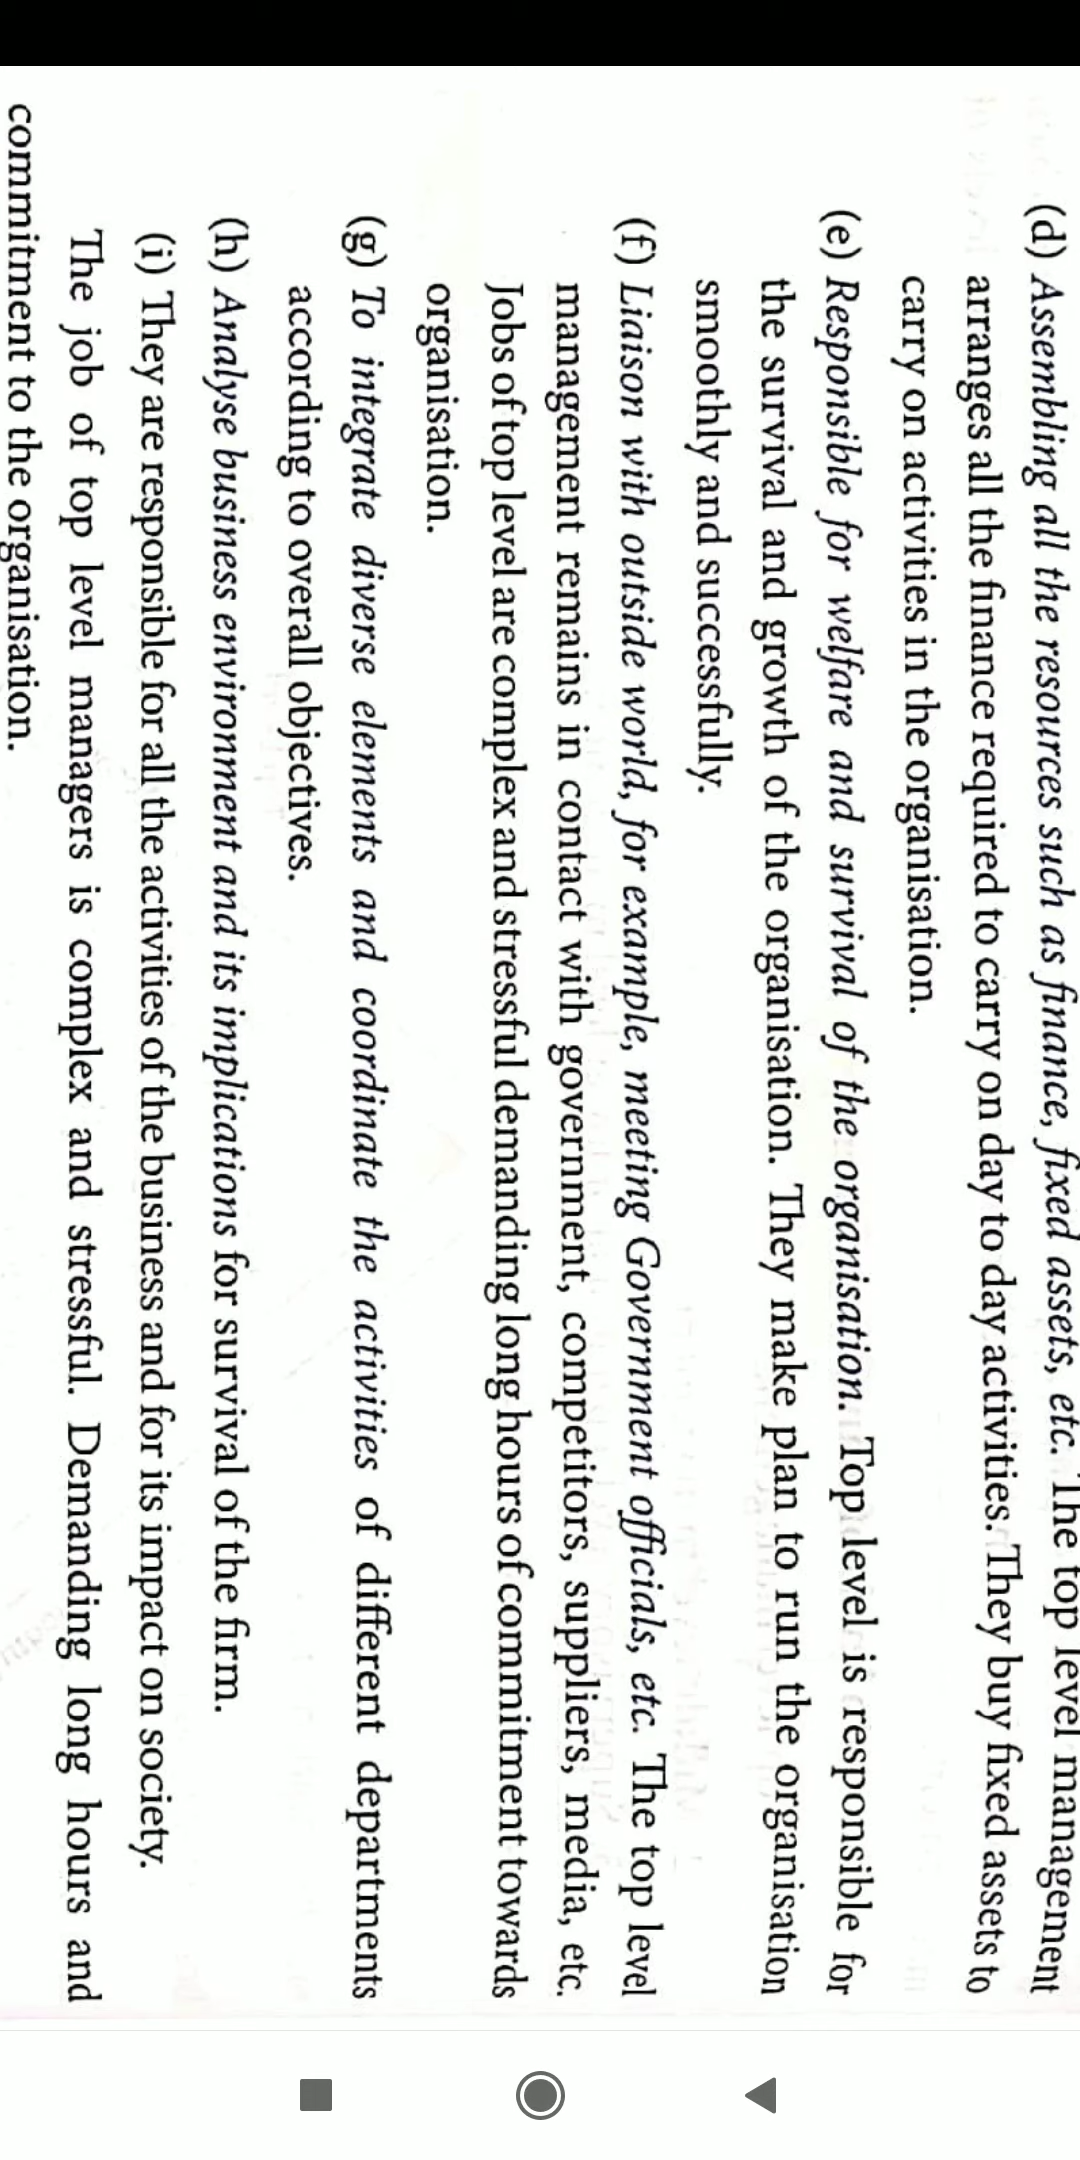 (d) Assembling all the resources such as finance, fixed assets, etc. The top level management
arranges all the finance required to carry on day to day activities. They buy fixed assets to
carry on activities in the organisation.
(e) Responsible for welfare and survival of the organisation. Top level is responsible for
the survival and growth of the organisation. They make plan to run the organisation
smoothly and successfully.
(f) Liaison with outside world, for example, meeting Government officials, etc. The top level
management remains in contact with government, competitors, suppliers, media, etc.
Jobs of top level are complex and stressful demanding long hours of commitment towards
organisation.
(g) To integrate diverse elements and coordinate the activities of different departments
according to overall objectives.
(h) Analyse business environment and its implications for survival of the firm.
(i) They are responsible for all the activities of the business and for its impact on society.
The job of top level managers is complex and stressful. Demanding long hours and
commitment to the organisation.